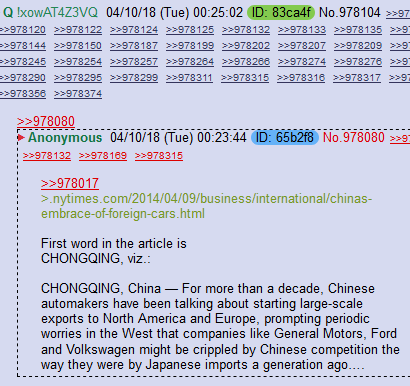 Q !xowAT4Z3VQ 04/10/18 (Tue) 00:25:02 ID: 83ca4f No.978104
>>978120 >>978122 >>978124 >>978125 >>978132 >>978133 >>978135
>>978144 >>978150 >>978187 >>978199 >>978202 >>978207 >>978209
>>978245 >>978254 >>978257 >>978264 >>978266 >>978274 >>978276
>>978290 >>978295 >>978299 >>978311 >>978315 >>978316 >>978317
>>978356 >>978374
>>978080
Anonymous 04/10/18 (Tue) 00:23:44 ID: 65b2f8 No.978080
>>978132 >>978169 >>978315
>>978017
>.nytimes.com/2014/04/09/business/international/chinas-
embrace-of-foreign-cars.html
First word in the article is
CHONGQING, viz.:
CHONGQING, China — For more than a decade, Chinese
automakers have been talking about starting large-scale
exports to North America and Europe, prompting periodic
worries in the West that companies like General Motors, Ford
and Volkswagen might be crippled by Chinese competition the
way they were by Japanese imports a generation ago….